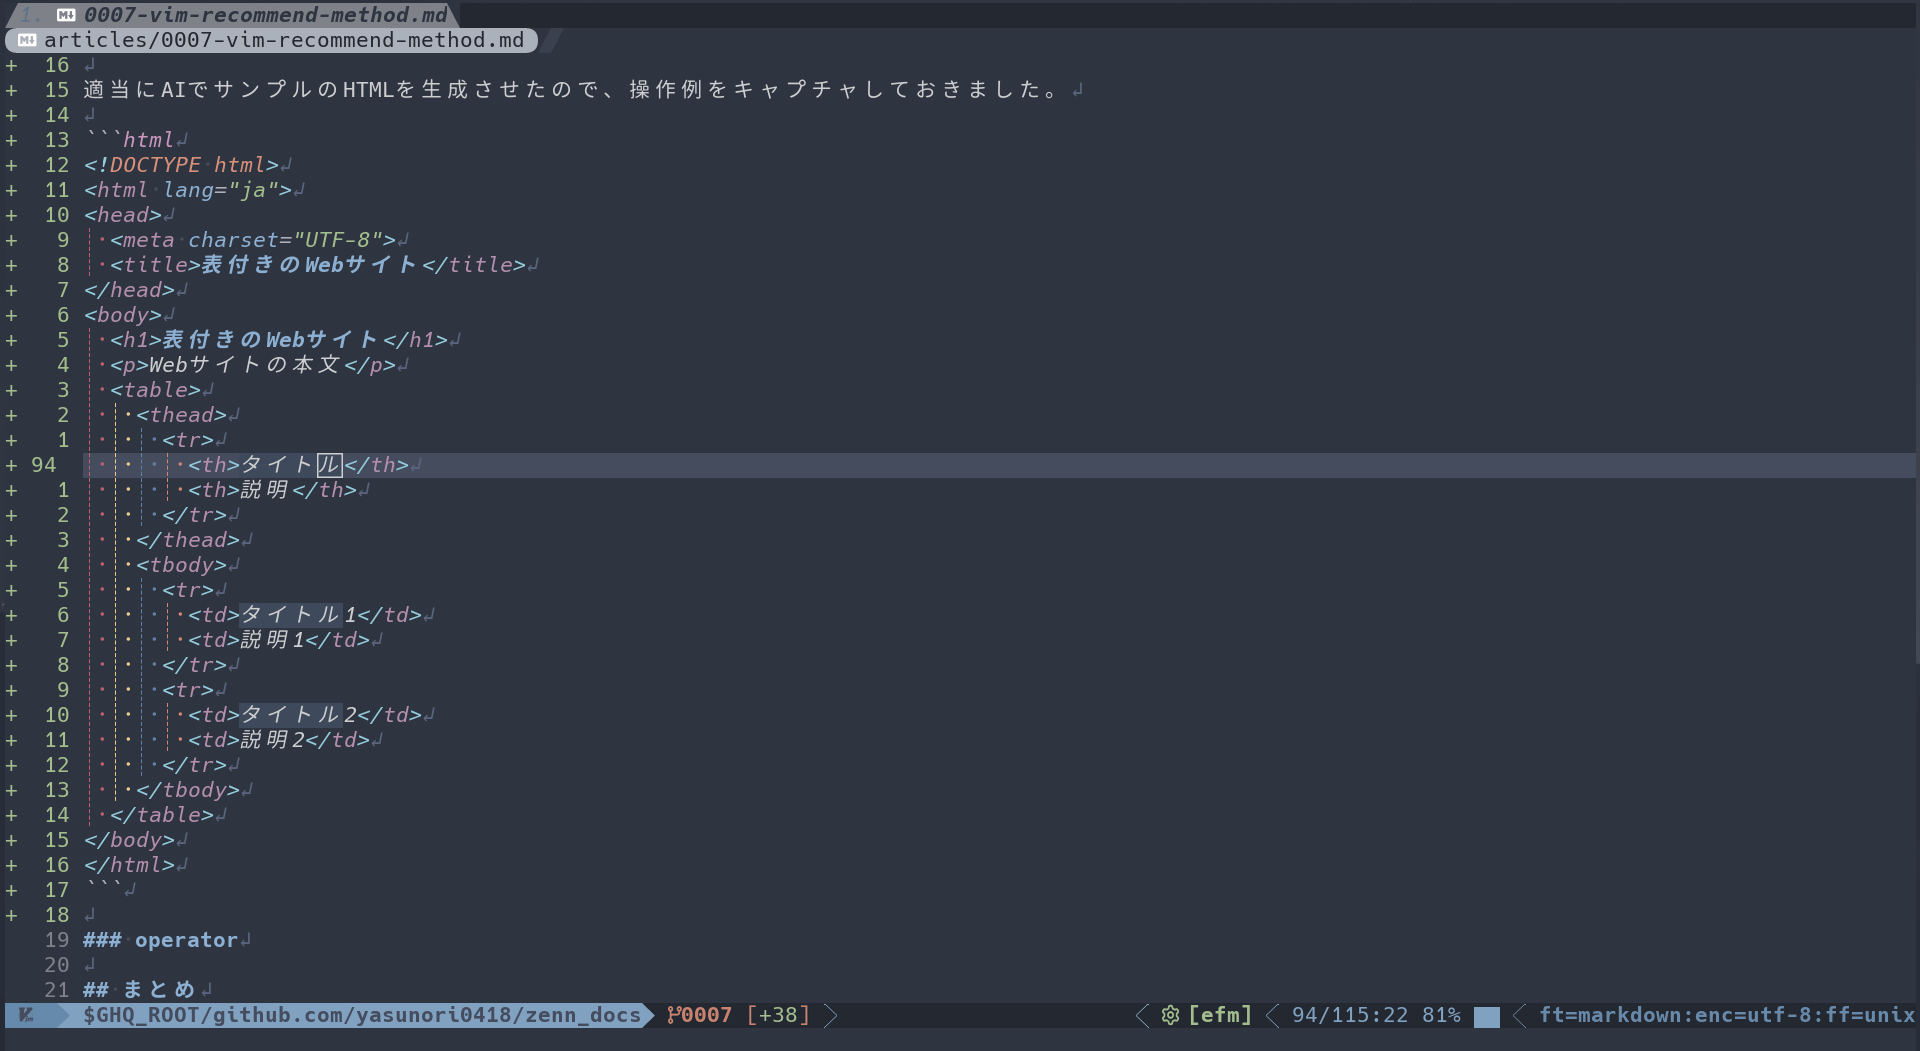 1. 0007-vim-recommend-method.md
articles/0007-vim-recommend-method.md
+ 16 ↲
+ 15 適当にAIでサンプルのHTMLを生成させたので、操作例をキャプチャしておきました。↲
+ 14 ↲
+ 13 ```html↲
+ 12 <!DOCTYPE·html>↲
+ 11 <html·lang="ja">↲
+ 10 <head>↲
+ 9 ·<meta·charset="UTF-8">↲
+ 8 ·<title>表付きのWebサイト</title>↲
+ 7 </head>↲
+ 6 <body>↲
+ 5 ·<h1>表付きのWebサイト</h1>↲
+ 4 ·<p>Webサイトの本文</p>↲
+ 3 ·<table>↲
+ 2 · ·<thead>↲
+ 1 · · ·<tr>↲
+ 94 · · · ·<th>タイトル</th>↲
+ 1 · · · ·<th>説明</th>↲
+ 2 · · ·</tr>↲
+ 3 · ·</thead>↲
+ 4 · ·<tbody>↲
+ 5 · · ·<tr>↲
+ 6 · · · ·<td>タイトル1</td>↲
+ 7 · · · ·<td>説明1</td>↲
+ 8 · · ·</tr>↲
+ 9 · · ·<tr>↲
+ 10 · · · ·<td>タイトル2</td>↲
+ 11 · · · ·<td>説明2</td>↲
+ 12 · · ·</tr>↲
+ 13 · ·</tbody>↲
+ 14 ·</table>↲
+ 15 </body>↲
+ 16 </html>↲
+ 17 ```↲
+ 18 ↲
19 ###·operator↲
20 ↲
21 ##·まとめ↲
$GHQ_ROOT/github.com/yasunori0418/zenn_docs 0007 [+38] [efm] 94/115:22 81% ft=markdown:enc=utf-8:ff=unix